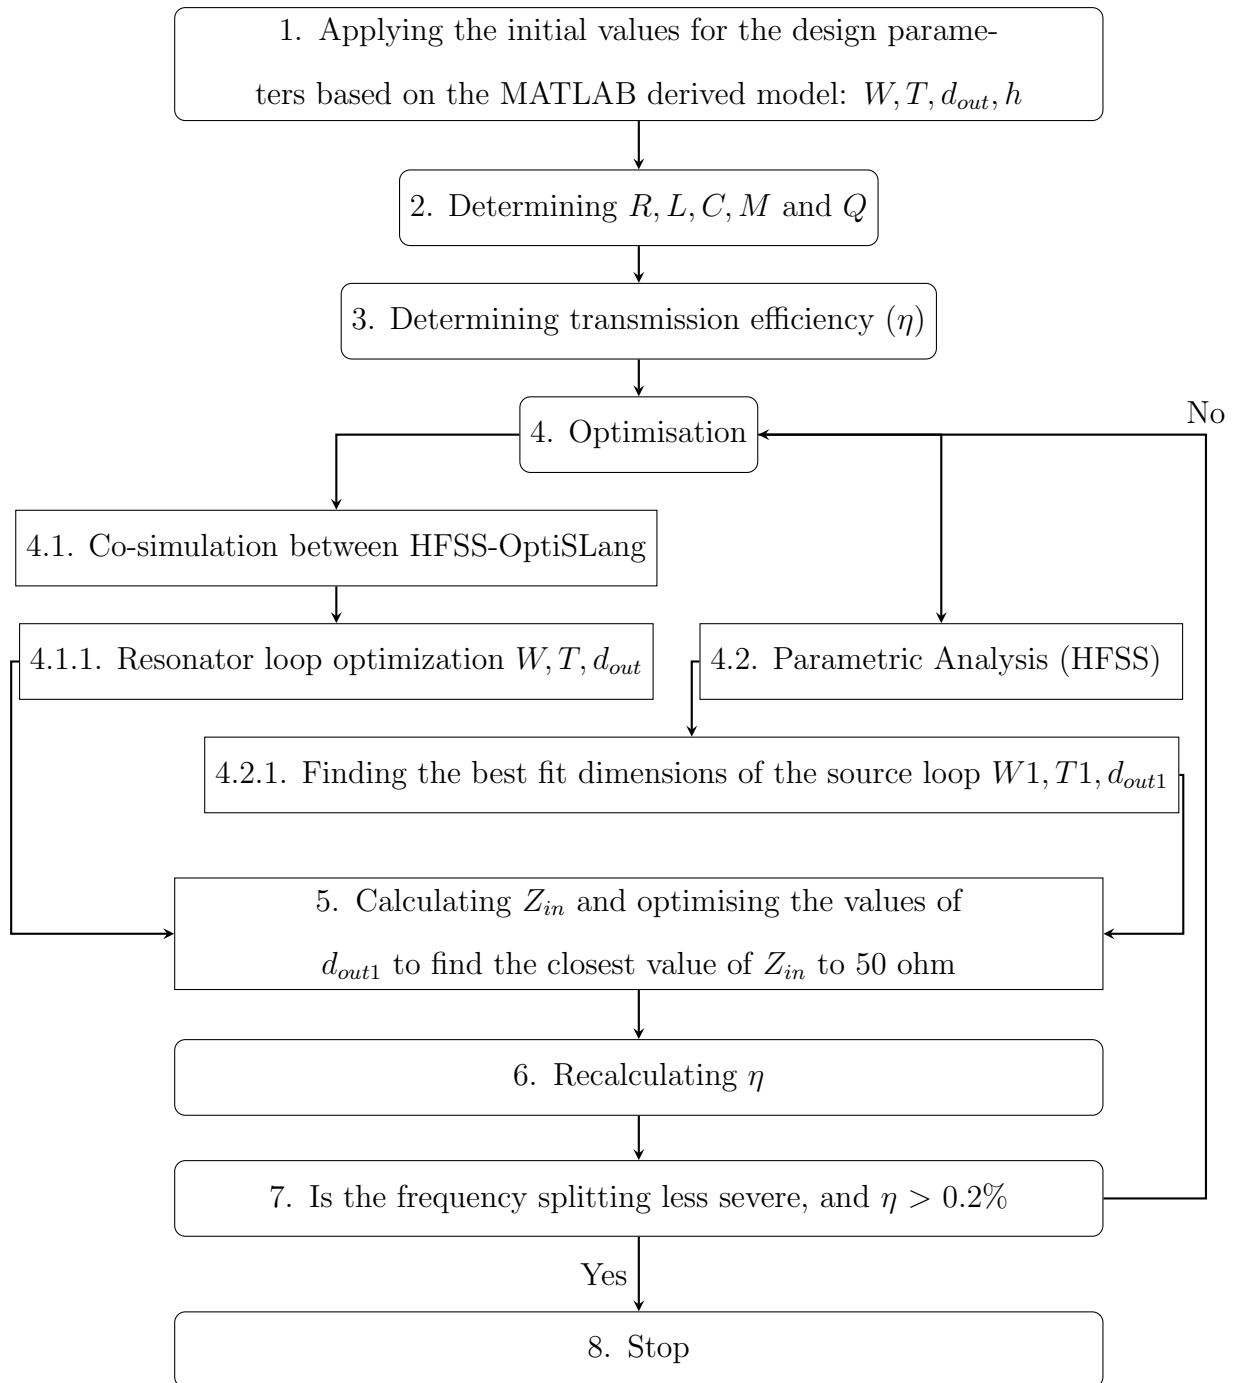 1. Applying the initial values for the design parame-
ters based on the MATLAB derived model: W, T, d_out, h
2. Determining R, L, C, M and Q
3. Determining transmission efficiency (η)
4. Optimisation
No
4.1. Co-simulation between HFSS-OptiSLang
4.1.1. Resonator loop optimization W, T, d_out
4.2. Parametric Analysis (HFSS)
4.2.1. Finding the best fit dimensions of the source loop W1, T1, d_out1
5. Calculating Z_in and optimising the values of
d_out1 to find the closest value of Z_in to 50 ohm
6. Recalculating η
7. Is the frequency splitting less severe, and η > 0.2%
Yes
8. Stop